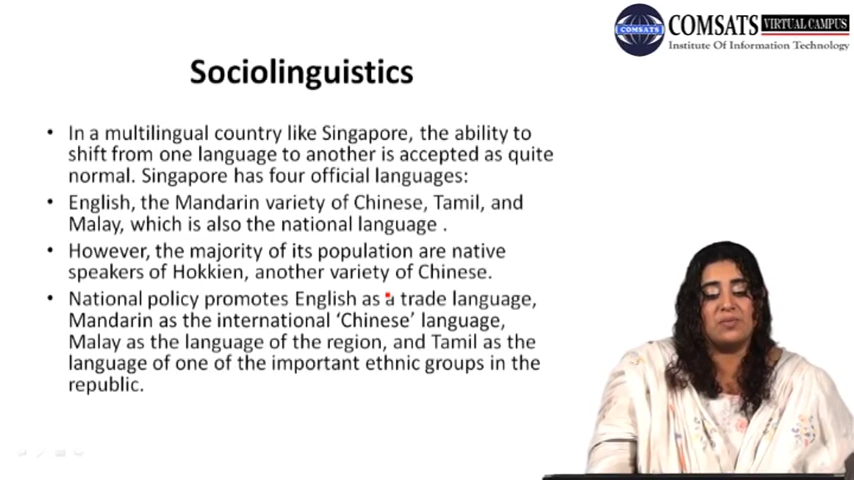 COMSATS VIRTUAL CAMPUS
COMSATS
Institute Of Information Technology
Sociolinguistics
• In a multilingual country like Singapore, the ability to
shift from one language to another is accepted as quite
normal. Singapore has four official languages:
• English, the Mandarin variety of Chinese, Tamil, and
Malay, which is also the national language .
• However, the majority of its population are native
speakers of Hokkien, another variety of Chinese.
• National policy promotes English as a trade language,
Mandarin as the international ‘Chinese’ language,
Malay as the language of the region, and Tamil as the
language of one of the important ethnic groups in the
republic.